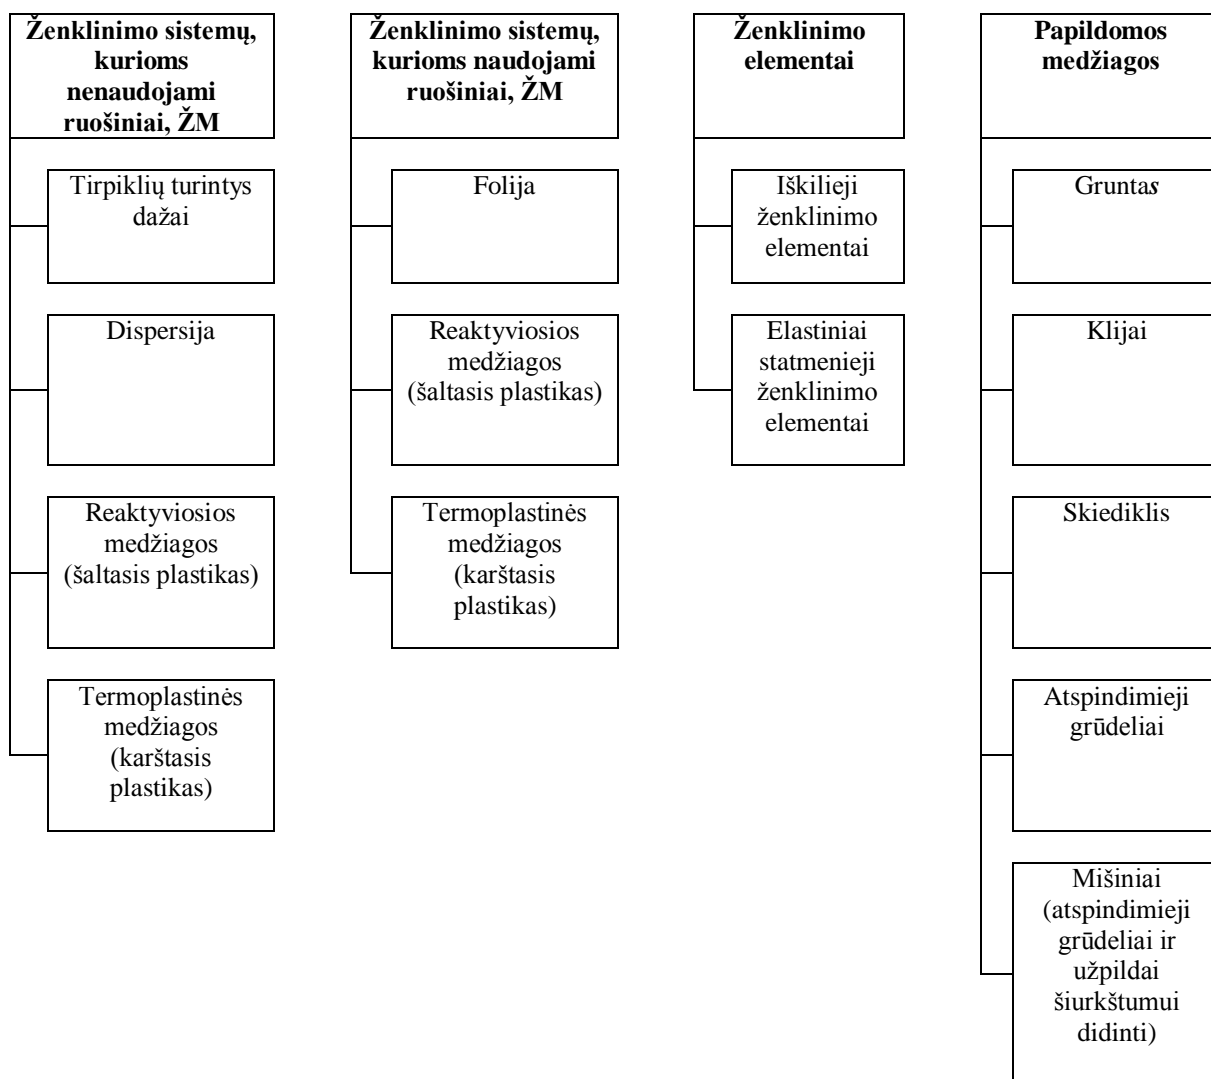 Ženklinimo sistemų,
kurioms
nenaudojami
ruošiniai, ŽM
Tirpiklių turintys
dažai
Dispersija
Reaktyviosios
medžiagos
(šaltasis plastikas)
Termoplastinės
medžiagos
(karštasis
plastikas)
Ženklinimo sistemų,
kurioms naudojami
ruošiniai, ŽM
Folija
Reaktyviosios
medžiagos
(šaltasis plastikas)
Termoplastinės
medžiagos
(karštasis
plastikas)
Ženklinimo
elementai
Iškilieji
ženklinimo
elementai
Elastiniai
statmenieji
ženklinimo
elementai
Papildomos
medžiagos
Gruntas
Klijai
Skiediklis
Atspindimieji
grūdeliai
Mišiniai
(atspindimieji
grūdeliai ir
užpildai
šiurkštumui
didinti)